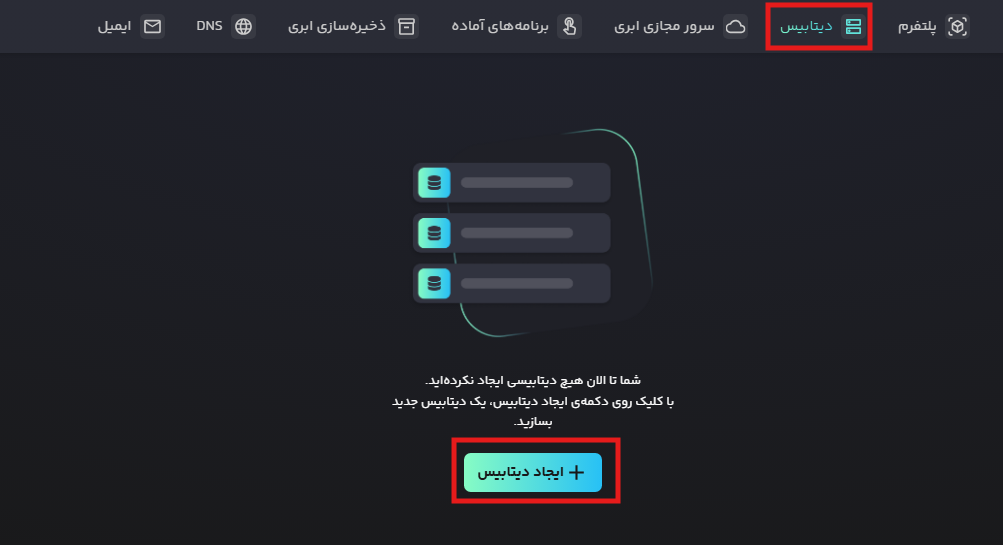 پلتفرم
دیتابیس
سرور مجازی ابری
برنامه‌های آماده
ذخیره‌سازی ابری
DNS
ایمیل
شما تا الان هیچ دیتابیسی ایجاد نکرده‌اید.
با کلیک روی دکمه‌ی ایجاد دیتابیس، یک دیتابیس جدید
بسازید.
ایجاد دیتابیس